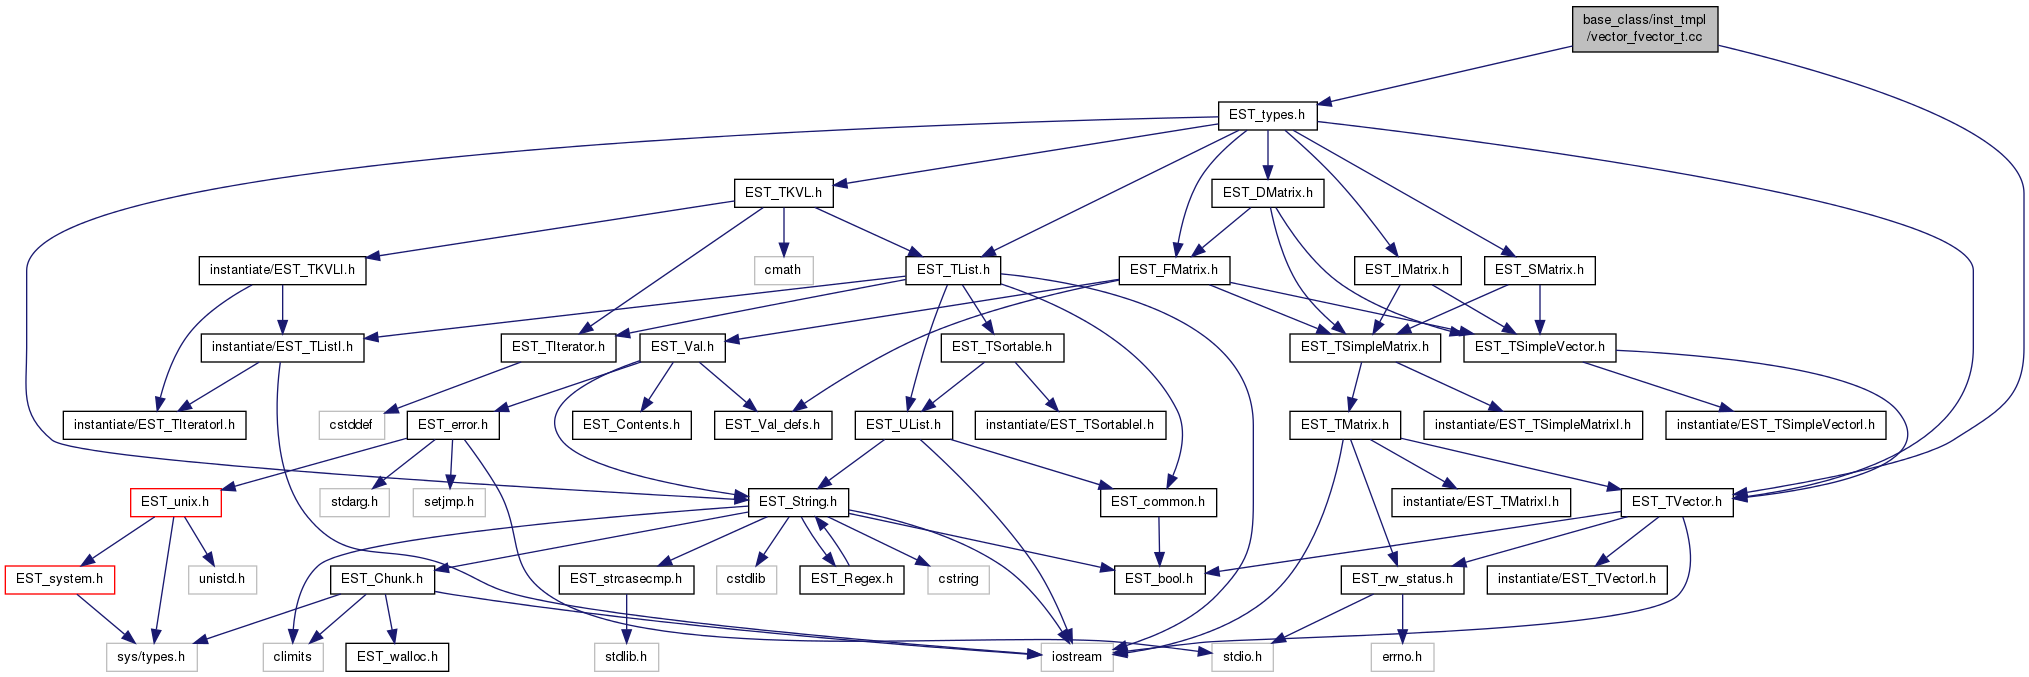 base_class/inst_tmpl
/vector_fvector_t.cc
EST_types.h
EST_TKVL.h
EST_DMatrix.h
instantiate/EST_TKVLI.h
cmath
EST_TList.h
EST_FMatrix.h
EST_IMatrix.h
EST_SMatrix.h
instantiate/EST_TListI.h
EST_TIterator.h
EST_Val.h
EST_TSortable.h
EST_TSimpleMatrix.h
EST_TSimpleVector.h
instantiate/EST_TIteratorI.h
cstddef
EST_error.h
EST_Contents.h
EST_Val_defs.h
EST_UList.h
instantiate/EST_TSortableI.h
EST_TMatrix.h
instantiate/EST_TSimpleMatrixI.h
instantiate/EST_TSimpleVectorI.h
EST_unix.h
stdarg.h
setjmp.h
EST_String.h
EST_common.h
instantiate/EST_TMatrixI.h
EST_TVector.h
EST_system.h
unistd.h
EST_Chunk.h
EST_strcasecmp.h
cstdlib
EST_Regex.h
cstring
EST_bool.h
EST_rw_status.h
instantiate/EST_TVectorI.h
sys/types.h
climits
EST_walloc.h
stdlib.h
iostream
stdio.h
errno.h